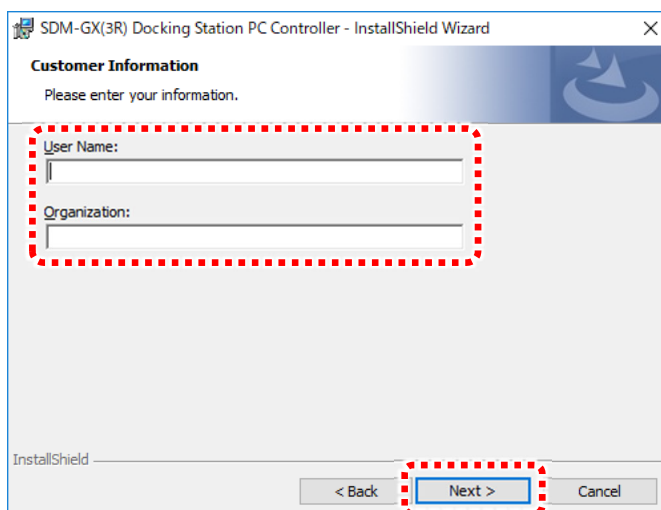 SDM-GX(3R) Docking Station PC Controller - InstallShield Wizard
Customer Information
Please enter your information.
User Name:
Organization:
InstallShield
< Back Next > Cancel